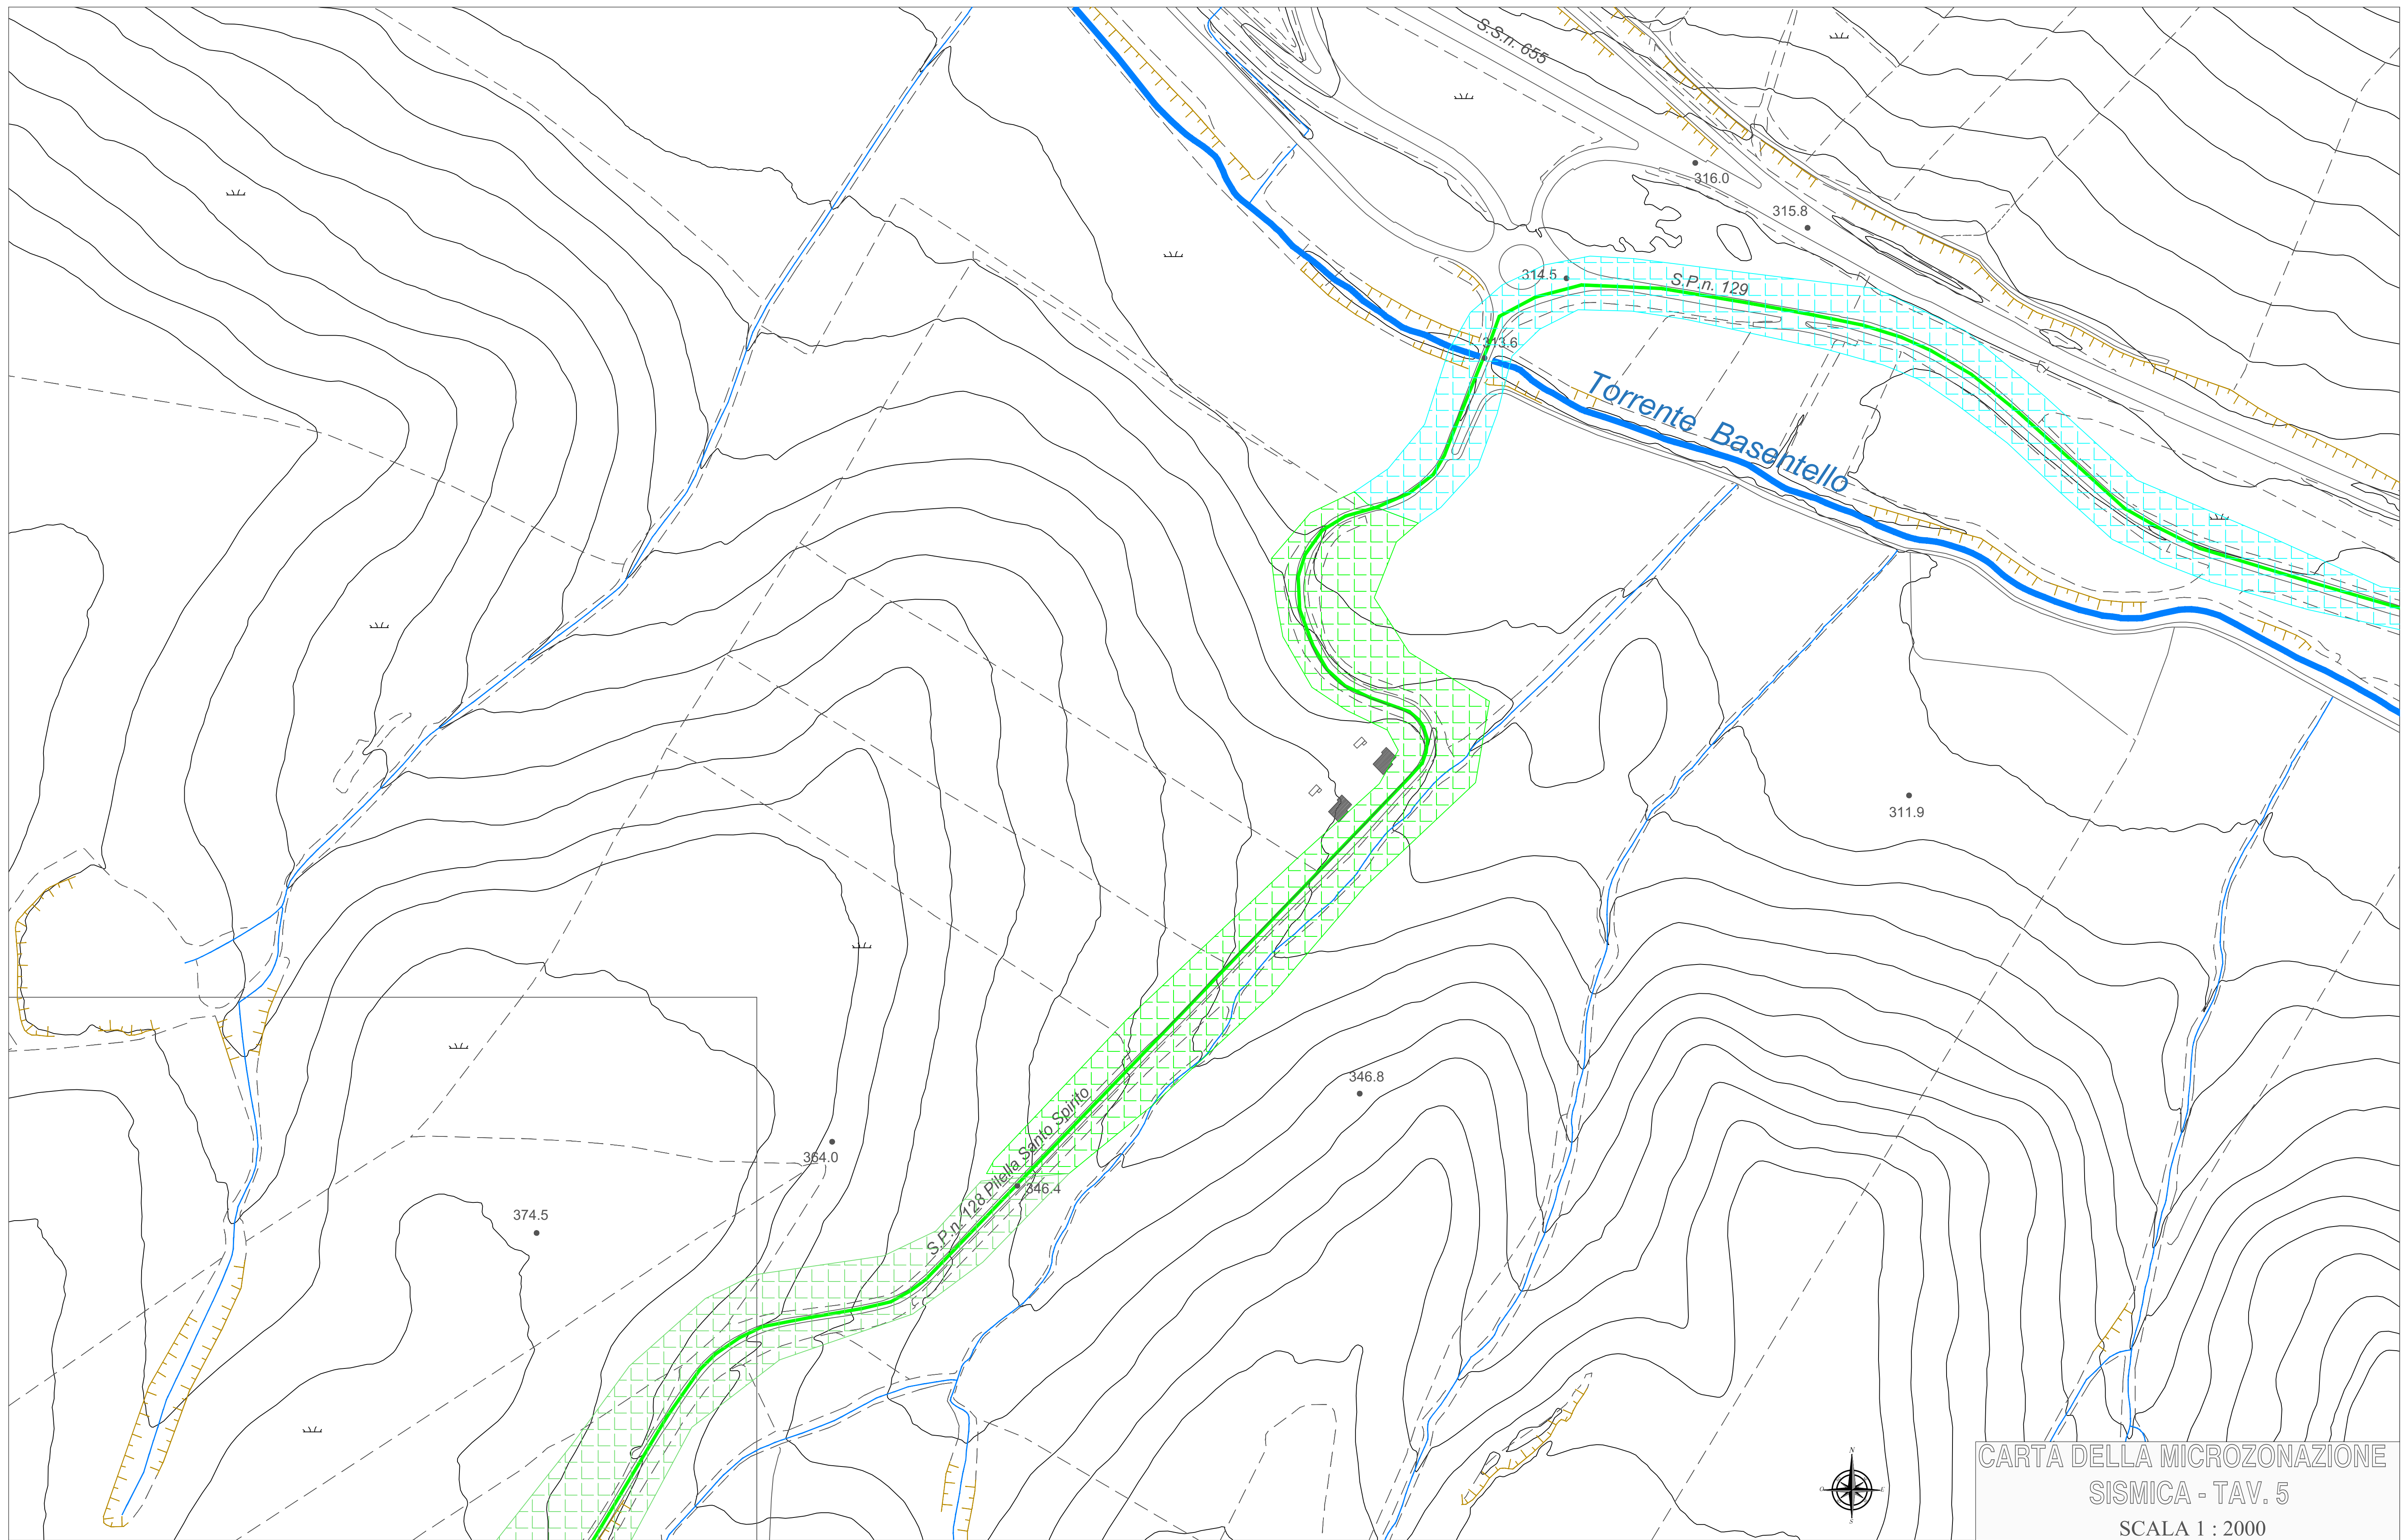 S.S.n. 655
316.0
315.8
314.5
S.P.n. 129
313.6
Torrente Basentello
311.9
346.8
S.P.n. 128 Pilella Santo Spirito
364.0
346.4
374.5
N
O
E
S
CARTA DELLA MICROZONAZIONE
SISMICA - TAV. 5
SCALA 1 : 2000